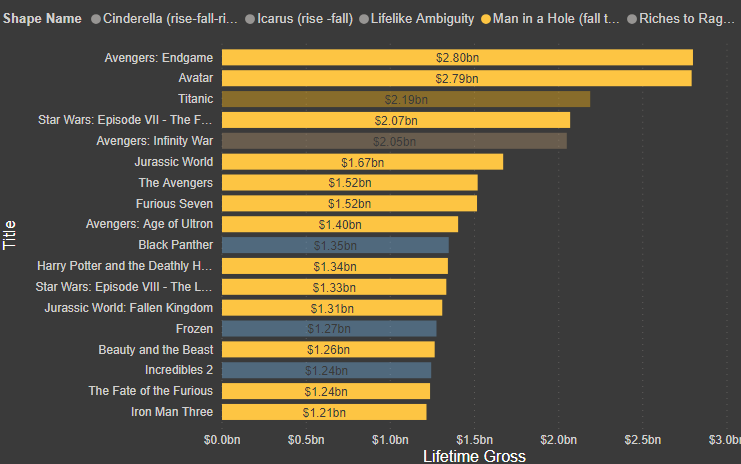 Shape Name Cinderella (rise-fall-ri... Icarus (rise -fall) Lifelike Ambiguity Man in a Hole (fall t... Riches to Rag...
Avengers: Endgame $2.80bn
Avatar $2.79bn
Titanic $2.19bn
Star Wars: Episode VII - The F... $2.07bn
Avengers: Infinity War $2.05bn
Jurassic World $1.67bn
The Avengers $1.52bn
Furious Seven $1.52bn
Avengers: Age of Ultron $1.40bn
Black Panther $1.35bn
Harry Potter and the Deathly H... $1.34bn
Star Wars: Episode VIII - The L... $1.33bn
Jurassic World: Fallen Kingdom $1.31bn
Frozen $1.27bn
Beauty and the Beast $1.26bn
Incredibles 2 $1.24bn
The Fate of the Furious $1.24bn
Iron Man Three $1.21bn
Title
$0.0bn $0.5bn $1.0bn $1.5bn $2.0bn $2.5bn $3.0bn
Lifetime Gross